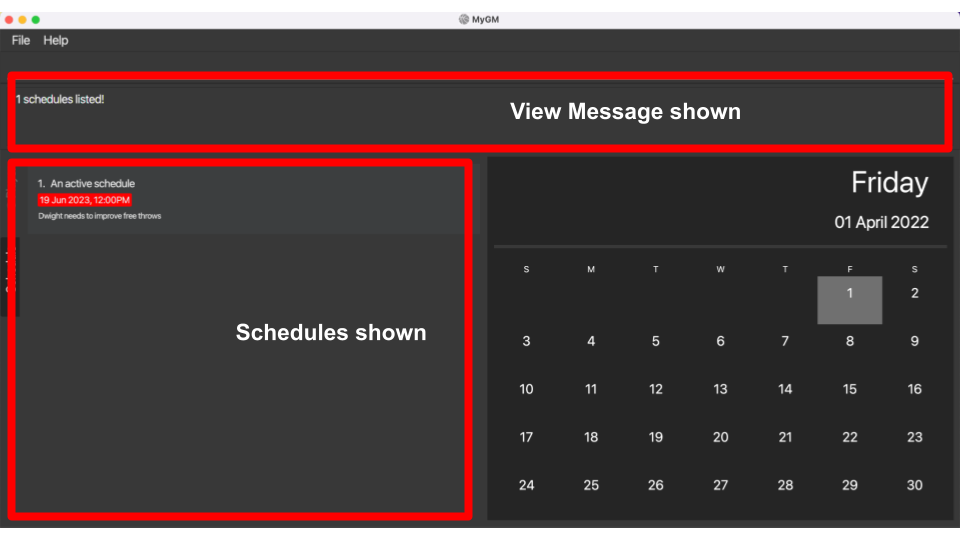 MyGM
File Help
1 schedules listed!
View Message shown
1. An active schedule
19 Jun 2023, 12:00PM
Dwight needs to improve free throws
Schedules shown
Friday
01 April 2022
S M T W T F S
1 2
3 4 5 6 7 8 9
10 11 12 13 14 15 16
17 18 19 20 21 22 23
24 25 26 27 28 29 30